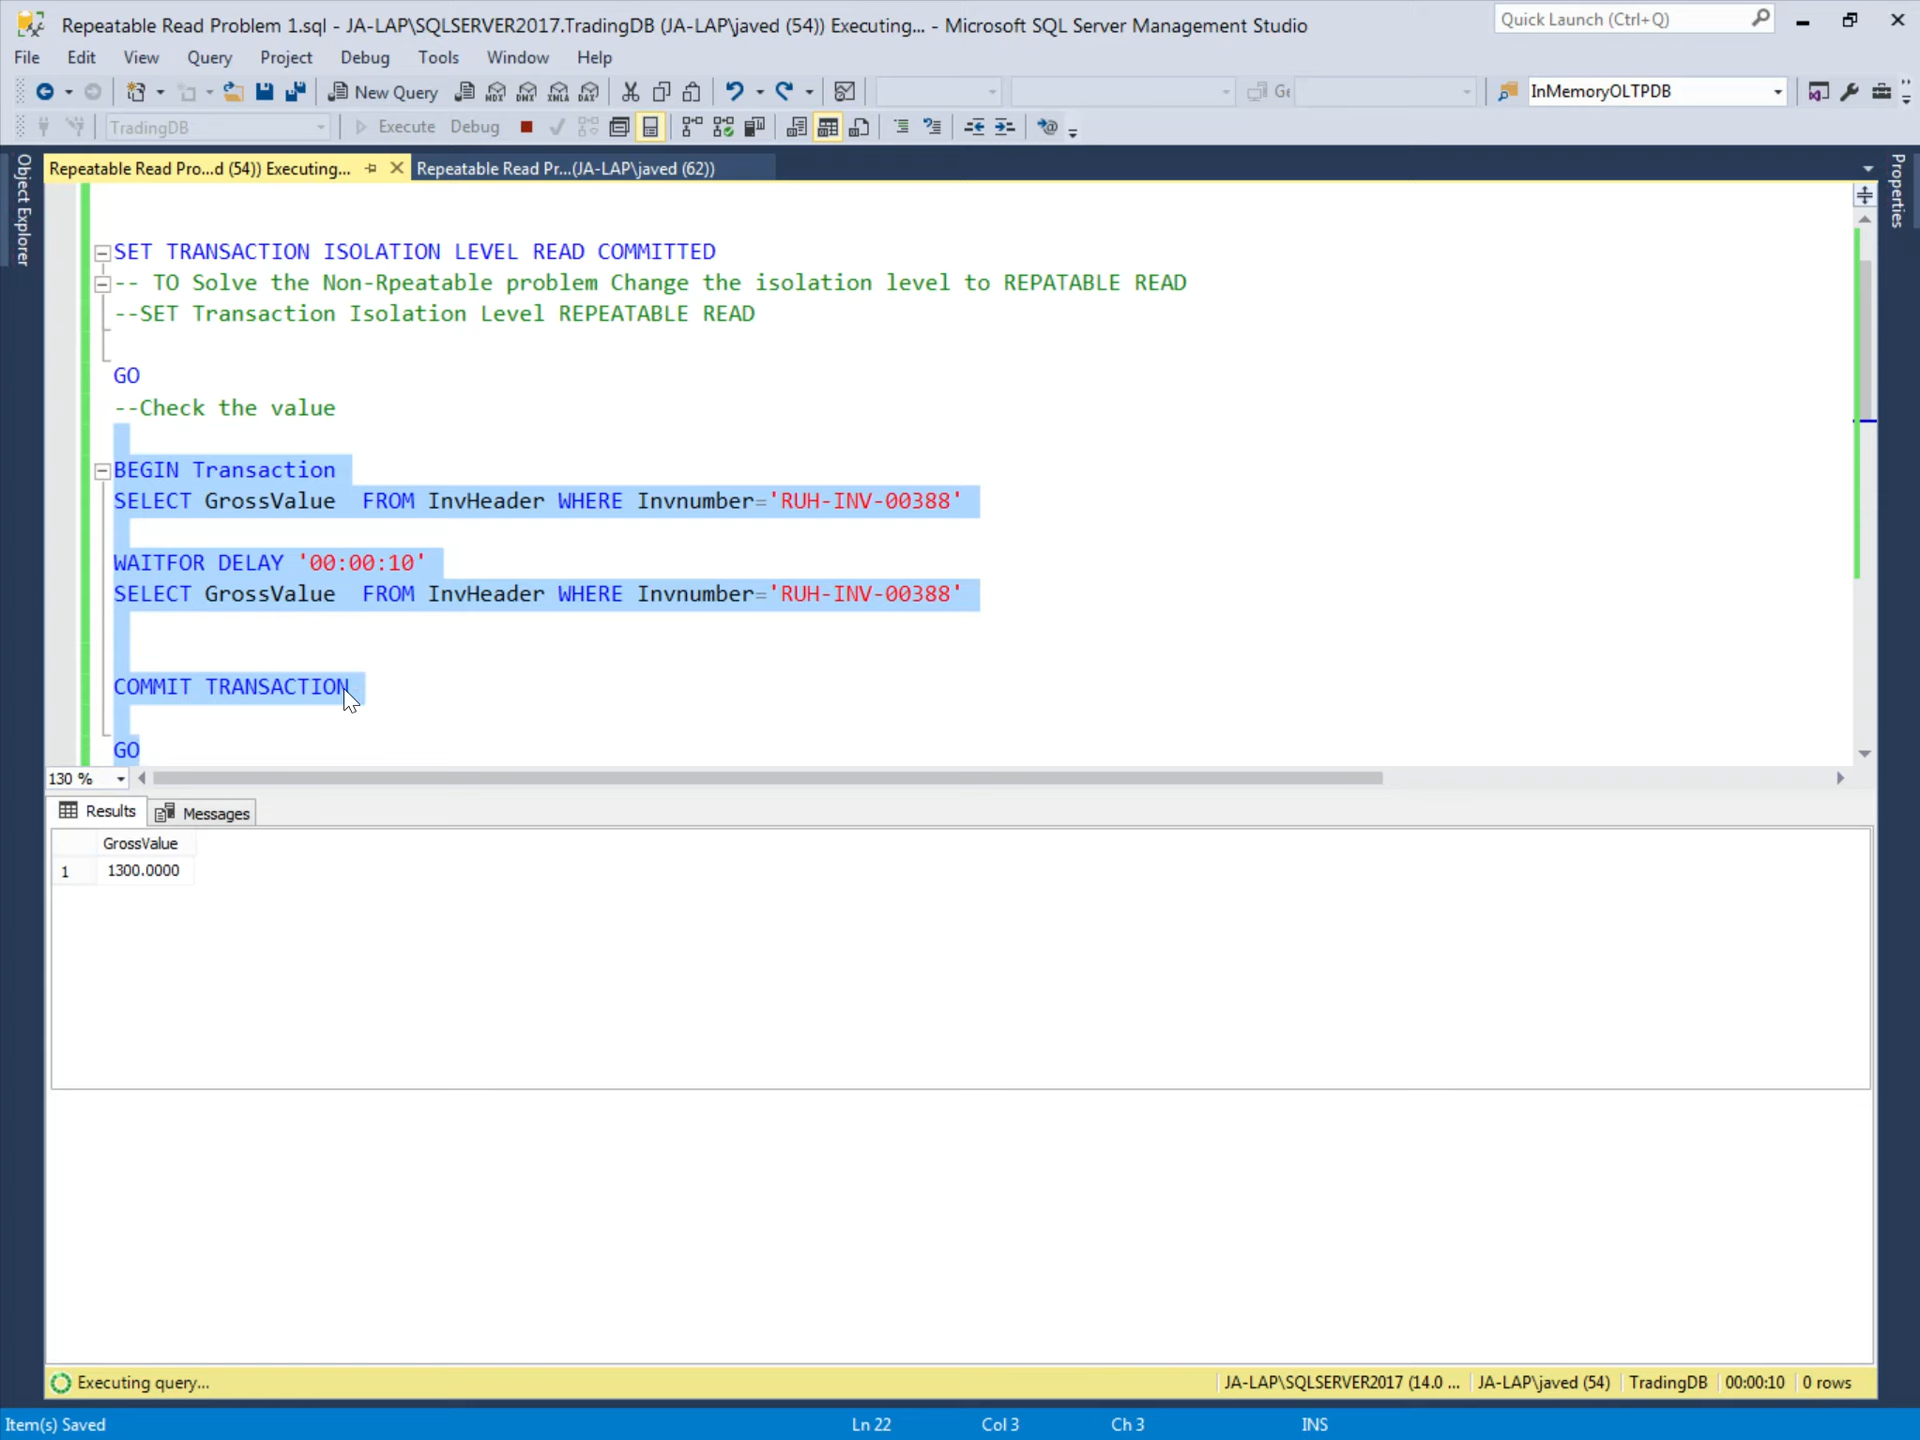 Repeatable Read Problem 1.sql - JA-LAP\SQLSERVER2017.TradingDB (JA-LAP\javed (54)) Executing... - Microsoft SQL Server Management Studio
Quick Launch (Ctrl+Q)
File Edit View Query Project Debug Tools Window Help
New Query
MDX DMX XMLA DAX
Ge
InMemoryOLTPDB
TradingDB
Execute Debug
Object Explorer
Repeatable Read Pro...d (54)) Executing...
Repeatable Read Pr...(JA-LAP\javed (62))
Properties
SET TRANSACTION ISOLATION LEVEL READ COMMITTED
-- TO Solve the Non-Rpeatable problem Change the isolation level to REPATABLE READ
--SET Transaction Isolation Level REPEATABLE READ
GO
--Check the value
BEGIN Transaction
SELECT GrossValue  FROM InvHeader WHERE Invnumber='RUH-INV-00388'
WAITFOR DELAY '00:00:10'
SELECT GrossValue  FROM InvHeader WHERE Invnumber='RUH-INV-00388'
COMMIT TRANSACTION
GO
130 %
Results Messages
GrossValue
1 1300.0000
Executing query...
JA-LAP\SQLSERVER2017 (14.0 ... JA-LAP\javed (54) TradingDB 00:00:10 0 rows
Item(s) Saved Ln 22 Col 3 Ch 3 INS